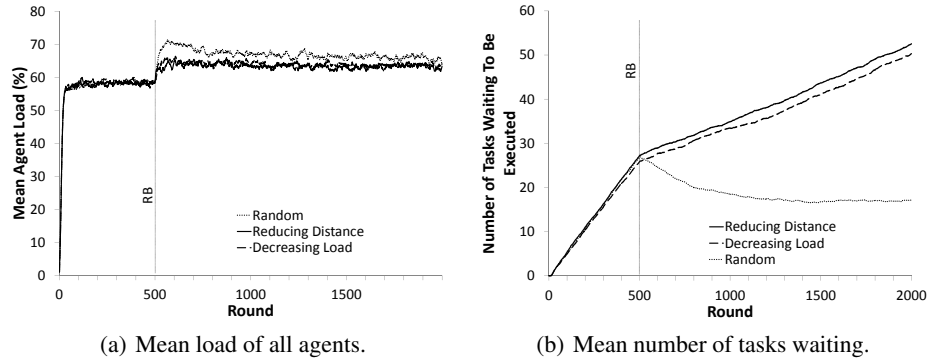 80
70
60
50
40
30
20
10
0
Mean Agent Load (%)
RB
Random
Reducing Distance
Decreasing Load
0
500
1000
1500
Round
(a) Mean load of all agents.
60
50
40
30
20
10
0
Number of Tasks Waiting To Be
Executed
RB
Reducing Distance
Decreasing Load
Random
0
500
1000
1500
2000
Round
(b) Mean number of tasks waiting.